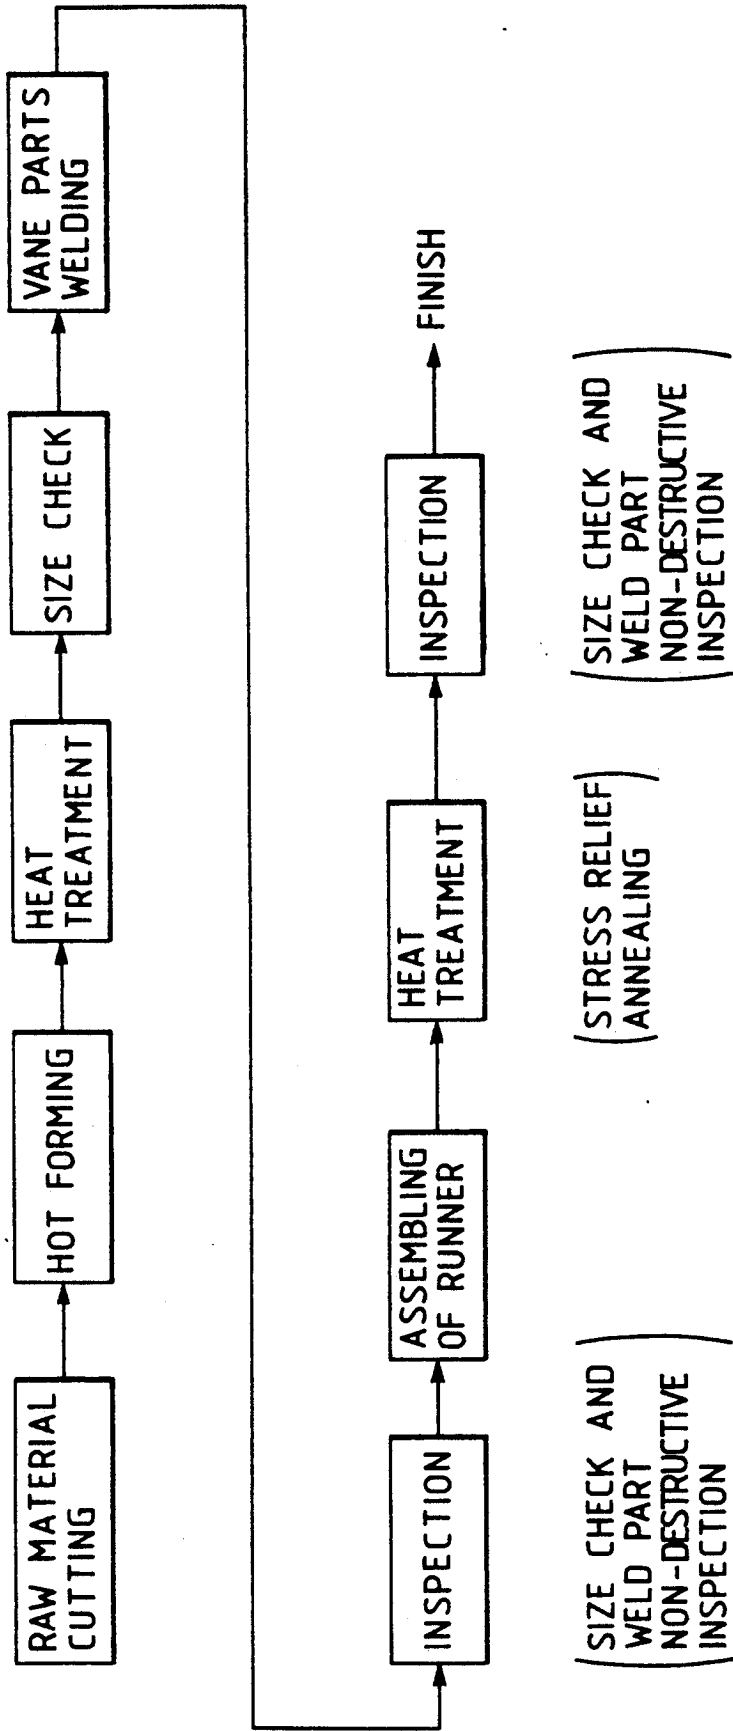 RAW MATERIAL
CUTTING
HOT FORMING
HEAT
TREATMENT
SIZE CHECK
VANE PARTS
WELDING
INSPECTION
ASSEMBLING
OF RUNNER
HEAT
TREATMENT
INSPECTION
FINISH
(SIZE CHECK AND
WELD PART
NON-DESTRUCTIVE
INSPECTION)
(STRESS RELIEF
ANNEALING)
(SIZE CHECK AND
WELD PART
NON-DESTRUCTIVE
INSPECTION)